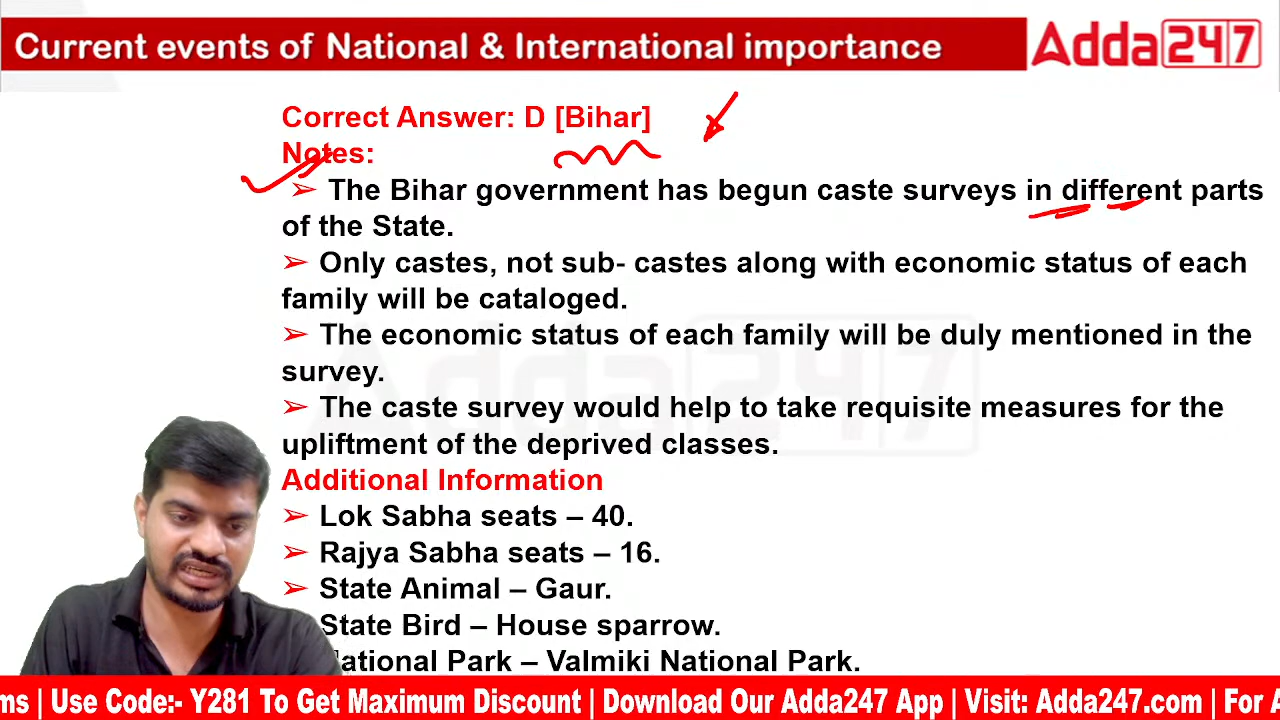 Current events of National & International importance
Adda247
Correct Answer: D [Bihar]
Notes:
➢ The Bihar government has begun caste surveys in different parts
of the State.
➢ Only castes, not sub- castes along with economic status of each
family will be cataloged.
➢ The economic status of each family will be duly mentioned in the
survey.
➢ The caste survey would help to take requisite measures for the
upliftment of the deprived classes.
Additional Information
➢ Lok Sabha seats – 40.
➢ Rajya Sabha seats – 16.
➢ State Animal – Gaur.
State Bird – House sparrow.
National Park – Valmiki National Park.
ms | Use Code:- Y281 To Get Maximum Discount | Download Our Adda247 App | Visit: Adda247.com | For A